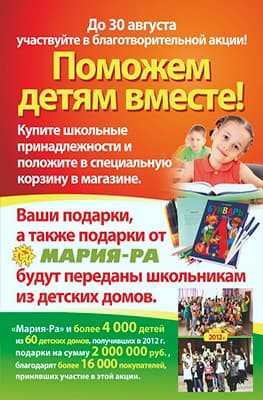 До 30 августа
участвуйте в благотворительной акции!
Поможем
детям вместе!
Купите школьные
принадлежности и
положите в специальную
корзину в магазине.
Ваши подарки,
а также подарки от
МАРИЯ-РА
будут переданы школьникам
из детских домов.
БУКВАРЬ
2012 г.
«Мария-Ра» и более 4 000 детей
из 60 детских домов, получивших в 2012 г.
подарки на сумму 2 000 000 руб.,
благодарят более 16 000 покупателей,
принявших участие в этой акции.